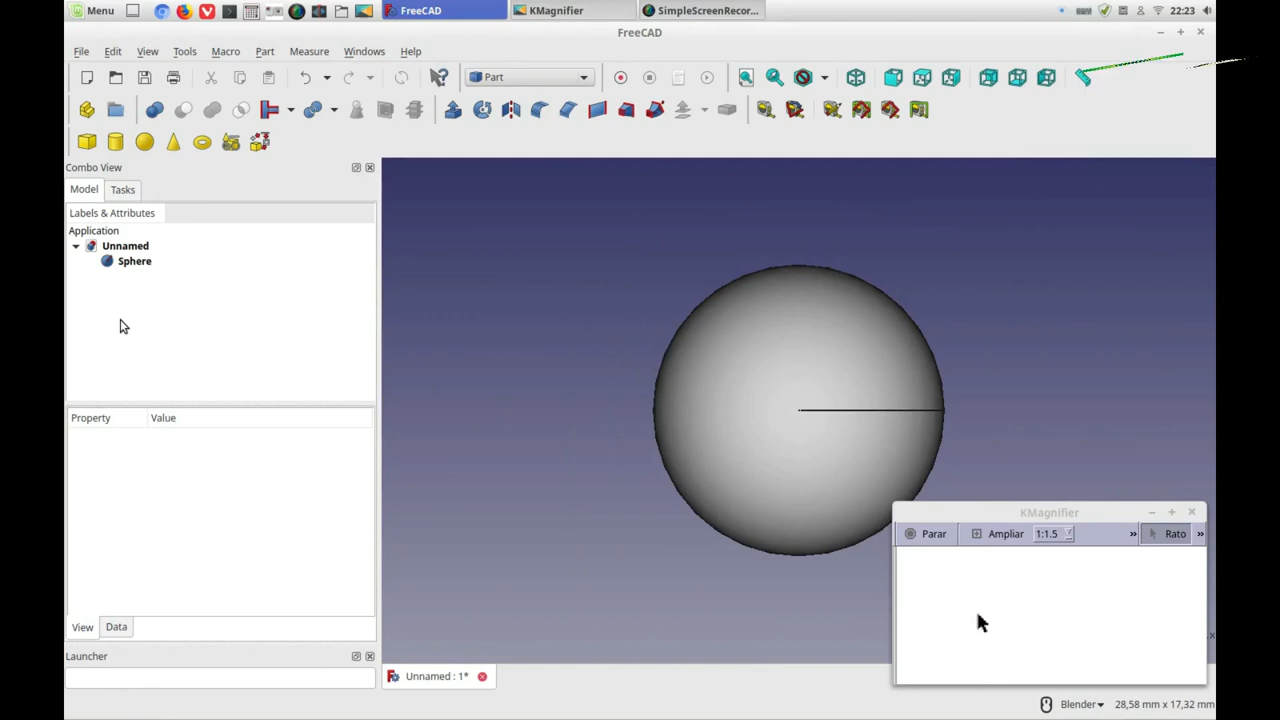 Menu
FreeCAD
KMagnifier
SimpleScreenRecor...
22:23
FreeCAD
File Edit View Tools Macro Part Measure Windows Help
Part
Combo View
Model Tasks
Labels & Attributes
Application
Unnamed
Sphere
Property Value
View Data
Launcher
Unnamed : 1*
KMagnifier
Parar Ampliar 1:1.5 » Rato »
Blender 28,58 mm x 17,32 mm